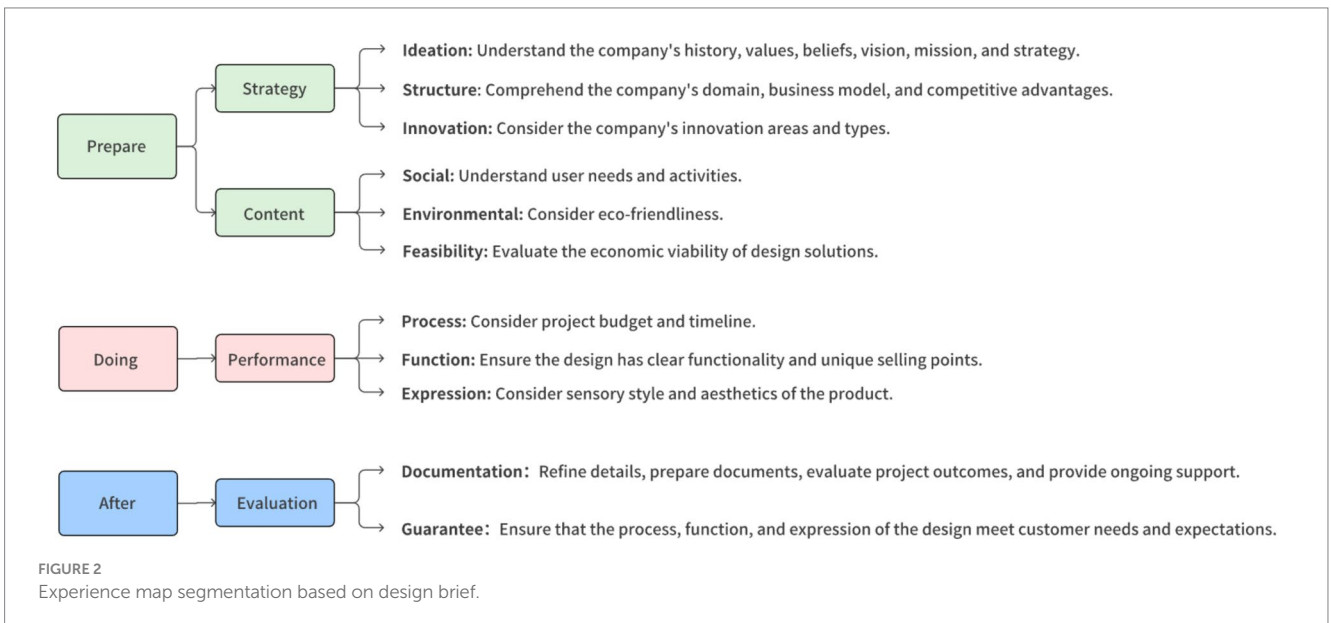 Prepare
Strategy
Ideation: Understand the company's history, values, beliefs, vision, mission, and strategy.
Structure: Comprehend the company's domain, business model, and competitive advantages.
Innovation: Consider the company's innovation areas and types.
Content
Social: Understand user needs and activities.
Environmental: Consider eco-friendliness.
Feasibility: Evaluate the economic viability of design solutions.
Doing
Performance
Process: Consider project budget and timeline.
Function: Ensure the design has clear functionality and unique selling points.
Expression: Consider sensory style and aesthetics of the product.
After
Evaluation
Documentation： Refine details, prepare documents, evaluate project outcomes, and provide ongoing support.
Guarantee： Ensure that the process, function, and expression of the design meet customer needs and expectations.
FIGURE 2
Experience map segmentation based on design brief.